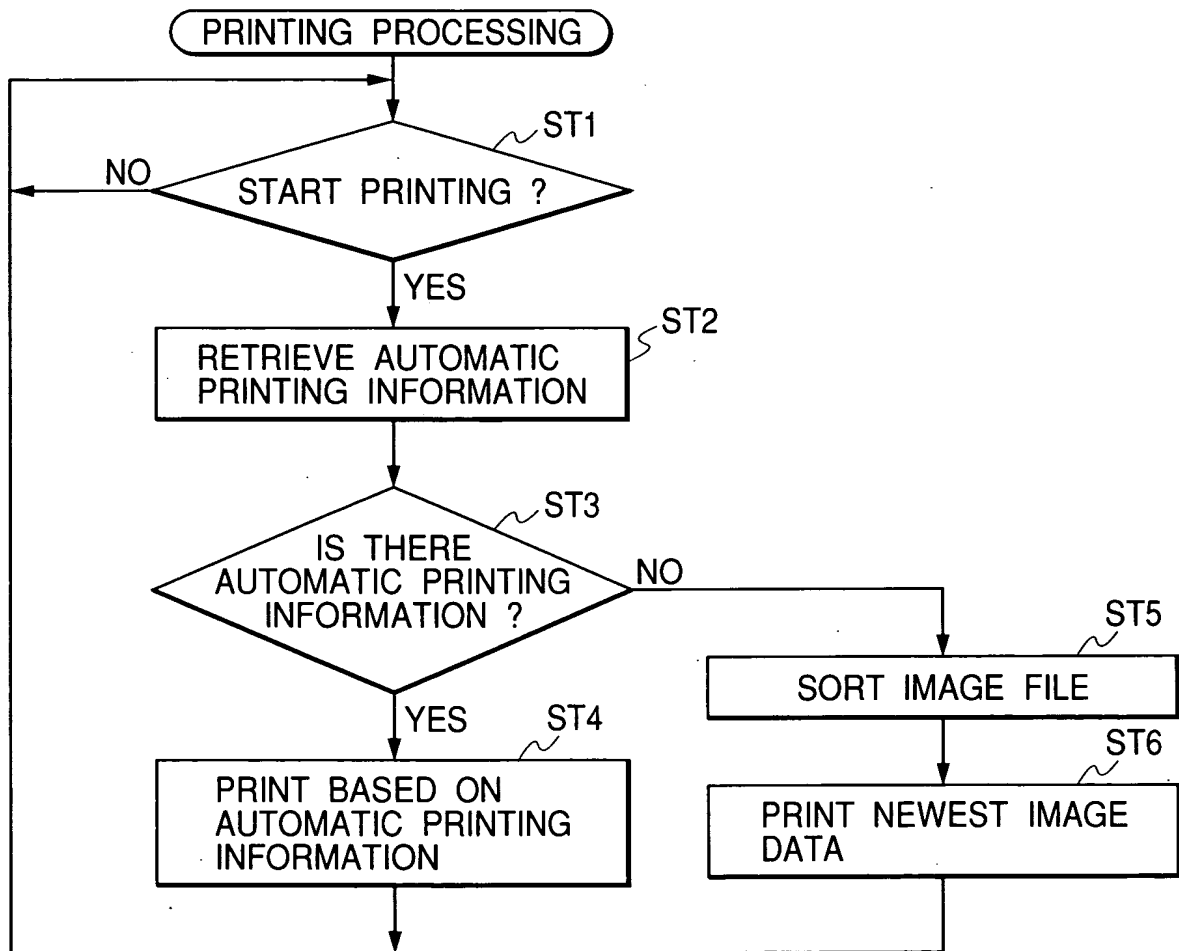 PRINTING PROCESSING
ST1
NO
START PRINTING ?
YES
ST2
RETRIEVE AUTOMATIC
PRINTING INFORMATION
ST3
IS THERE
AUTOMATIC PRINTING
INFORMATION ?
NO
YES
ST4
PRINT BASED ON
AUTOMATIC PRINTING
INFORMATION
ST5
SORT IMAGE FILE
ST6
PRINT NEWEST IMAGE
DATA